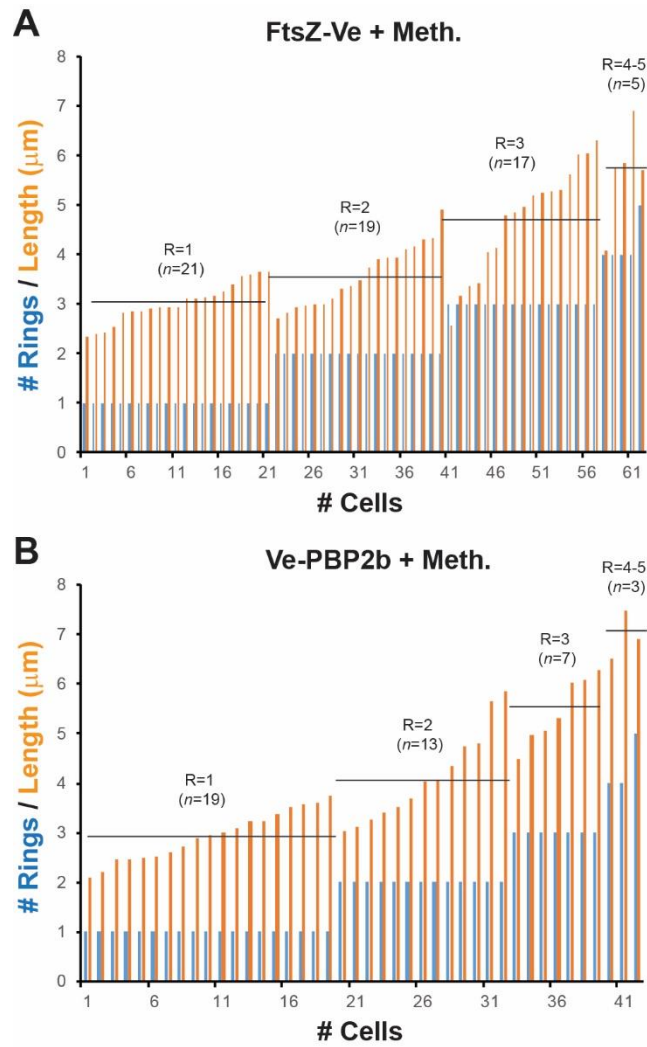 A
FtsZ-Ve + Meth.
# Rings / Length (μm)
8
7
6
5
4
3
2
1
0
R=1
(n=21)
R=2
(n=19)
R=3
(n=17)
R=4-5
(n=5)
1 6 11 16 21 26 31 36 41 46 51 56 61
# Cells
B
Ve-PBP2b + Meth.
# Rings / Length (μm)
8
7
6
5
4
3
2
1
0
R=1
(n=19)
R=2
(n=13)
R=3
(n=7)
R=4-5
(n=3)
1 6 11 16 21 26 31 36 41
# Cells